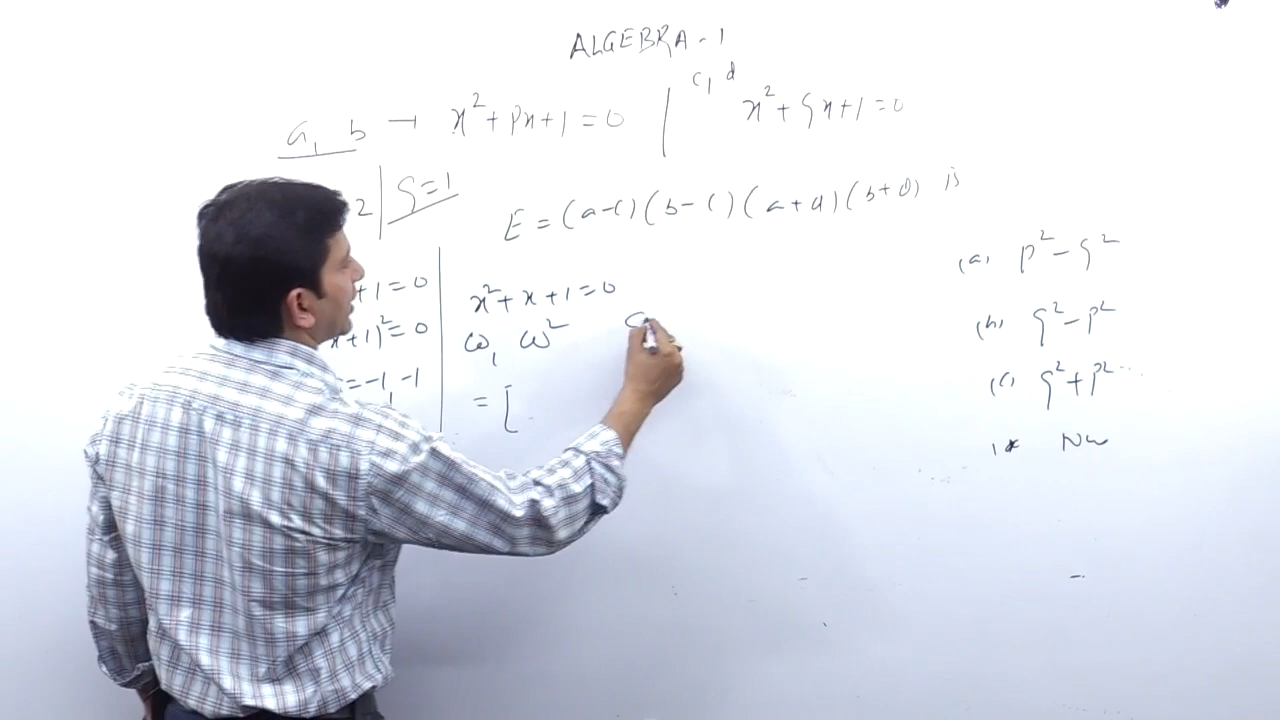 ALGEBRA - 1
a, b → x² + px + 1 = 0 | c, d x² + qx + 1 = 0
2 | q = 1
E = (a-c)(b-c)(a+d)(b+d) is
(a) p² - q²
+1 = 0 | x² + x + 1 = 0
(b) q² - p²
x+1)² = 0 | ω, ω²
(c) q² + p²
= -1, -1 | = [